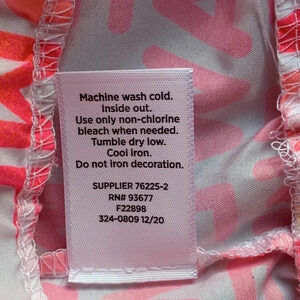 Machine wash cold.
Inside out.
Use only non-chlorine
bleach when needed.
Tumble dry low.
Cool iron.
Do not iron decoration.
SUPPLIER 76225-2
RN# 93677
F22898
324-0809 12/20